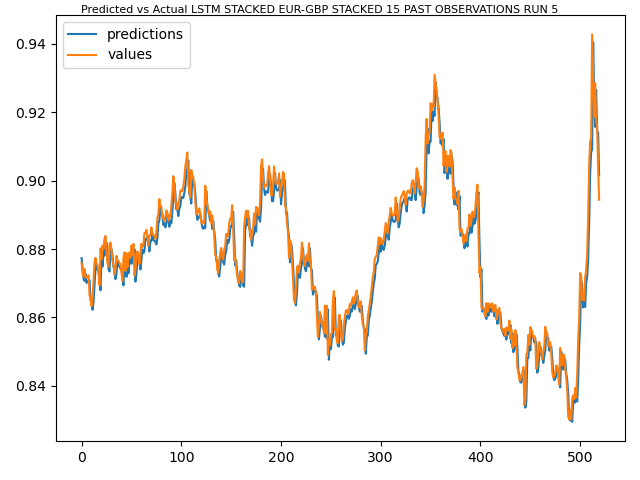 Predicted vs Actual LSTM STACKED EUR-GBP STACKED 15 PAST OBSERVATIONS RUN 5
predictions
values
0.94
0.92
0.90
0.88
0.86
0.84
0 100 200 300 400 500